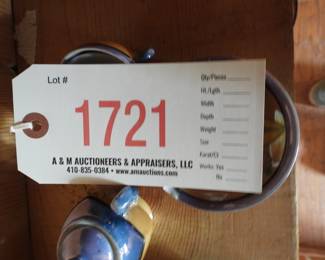 Lot #
1721
A & M AUCTIONEERS & APPRAISERS, LLC
410-835-0384 • www.amauctions.com
Qty/Pieces
Ht./Lgth
Width
Depth
Weight
Size
Karat/Ct
Works: Yes
No